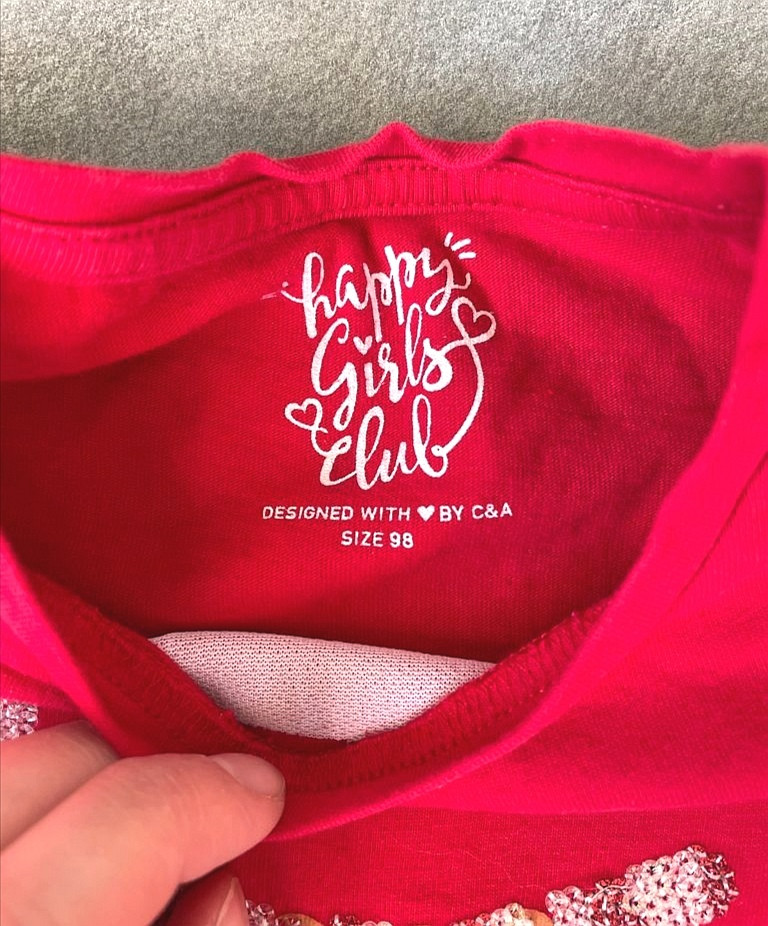 happy
Girls
Club
DESIGNED WITH ♥ BY C&A
SIZE 98